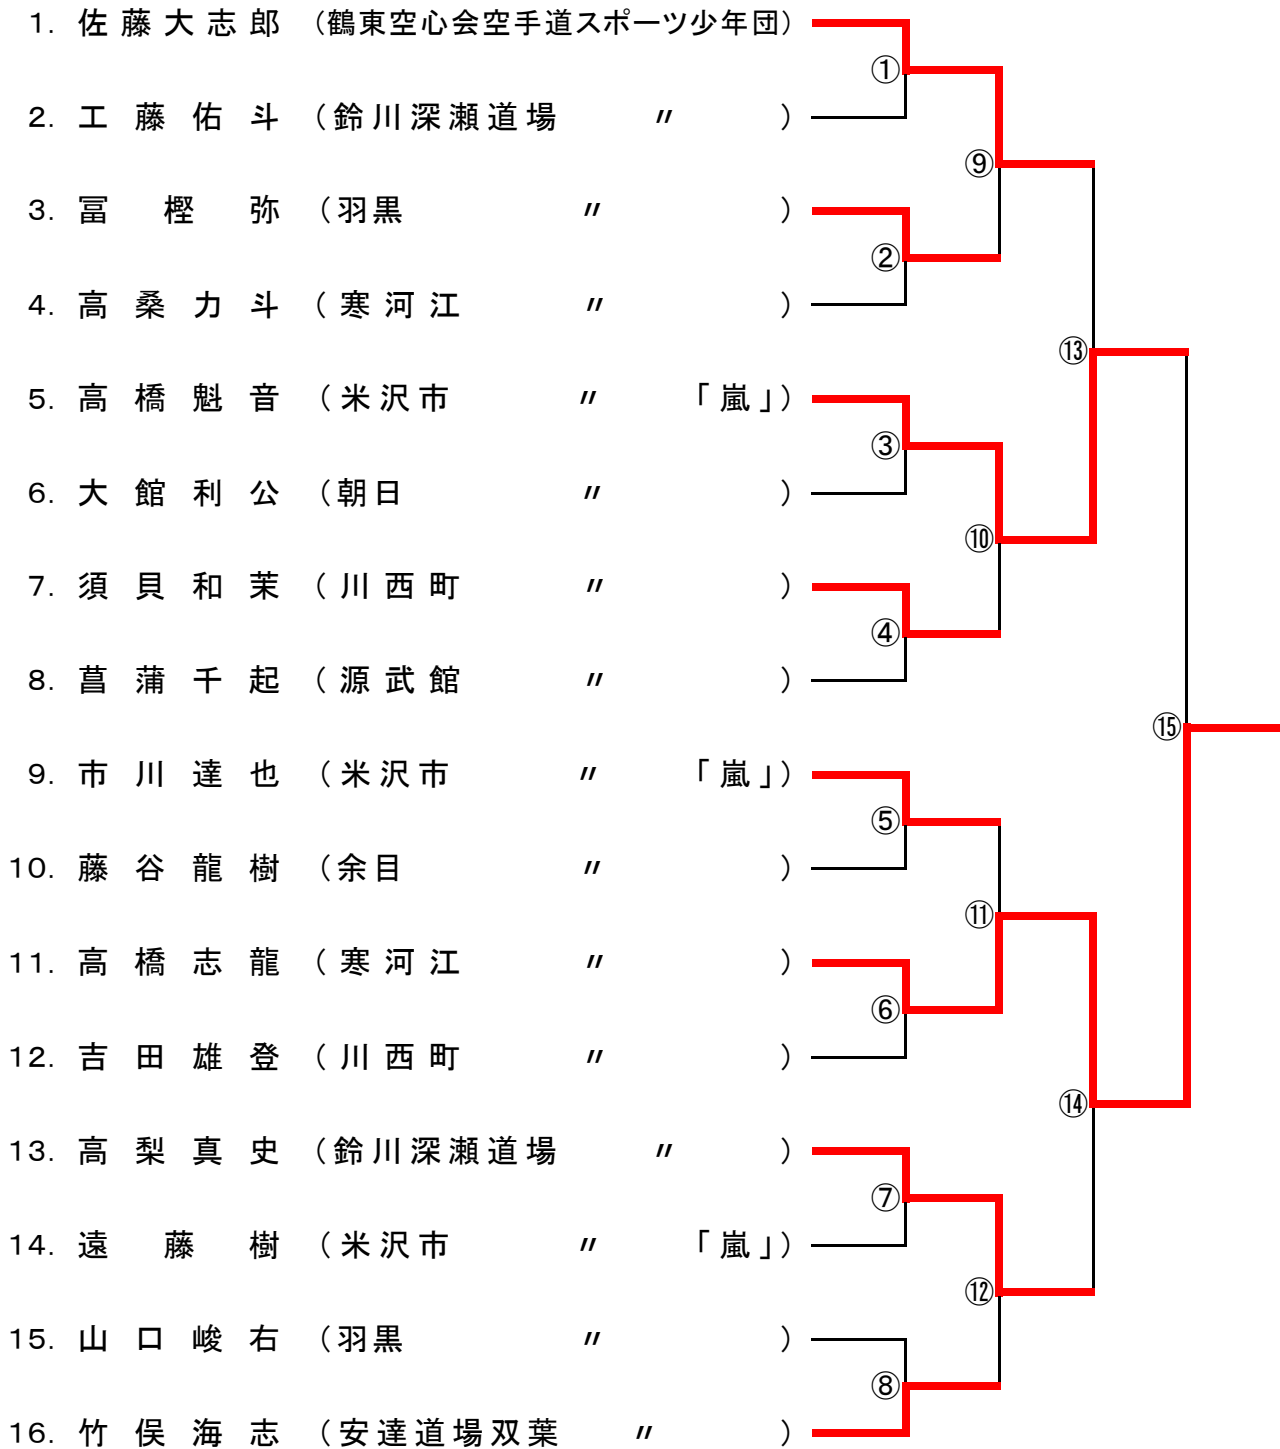 1. 佐藤大志郎 (鶴東空心会空手道スポーツ少年団)
①
2. 工藤佑斗 (鈴川深瀬道場 〃 )
⑨
3. 冨樫弥 (羽黒 〃 )
②
4. 高桑力斗 (寒河江 〃 )
⑬
5. 高橋魁音 (米沢市 〃 「嵐」)
③
6. 大館利公 (朝日 〃 )
⑩
7. 須貝和茉 (川西町 〃 )
④
8. 菖蒲千起 (源武館 〃 )
⑮
9. 市川達也 (米沢市 〃 「嵐」)
⑤
10. 藤谷龍樹 (余目 〃 )
⑪
11. 高橋志龍 (寒河江 〃 )
⑥
12. 吉田雄登 (川西町 〃 )
⑭
13. 高梨真史 (鈴川深瀬道場 〃 )
⑦
14. 遠藤樹 (米沢市 〃 「嵐」)
⑫
15. 山口峻右 (羽黒 〃 )
⑧
16. 竹俣海志 (安達道場双葉 〃 )